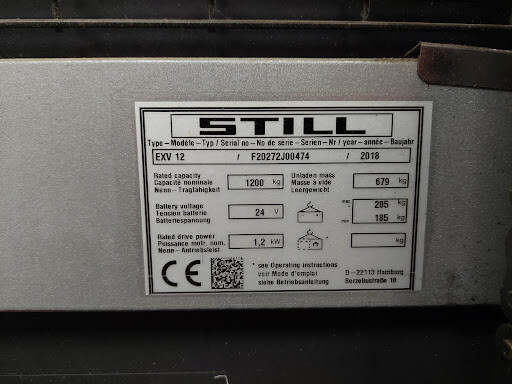 STILL
Type - Modèle - Typ / Serial no - No de série - Serien - Nr / year - année - Baujahr
EXV 12 / F20272J00474 / 2018
Rated capacity
Capacité nominale 1200 kg
Nenn - Tragfähigkeit
Unladen mass
Masse à vide 679 kg
Leergewicht
Battery voltage
Tension batterie 24 V
Batteriespannung
max 205 kg
min 185 kg
Rated drive power
Puissance motr. nom. 1,2 kW
Nenn - Antriebsleist.
kg
CE
* see Operating instructions
voir Mode d'emploi
siehe Betriebsanleitung
D-22113 Hamburg
Berzeliusstraße 10